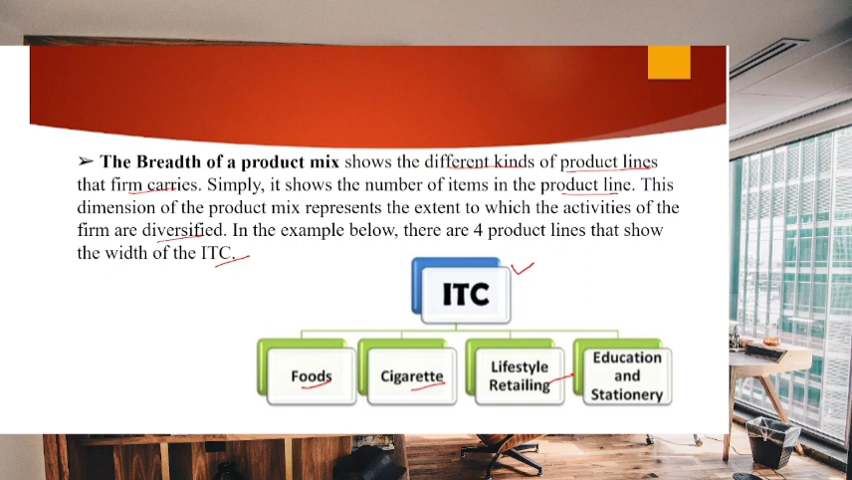 ➢ The Breadth of a product mix shows the different kinds of product lines
that firm carries. Simply, it shows the number of items in the product line. This
dimension of the product mix represents the extent to which the activities of the
firm are diversified. In the example below, there are 4 product lines that show
the width of the ITC.
ITC
Foods
Cigarette
Lifestyle
Retailing
Education
and
Stationery